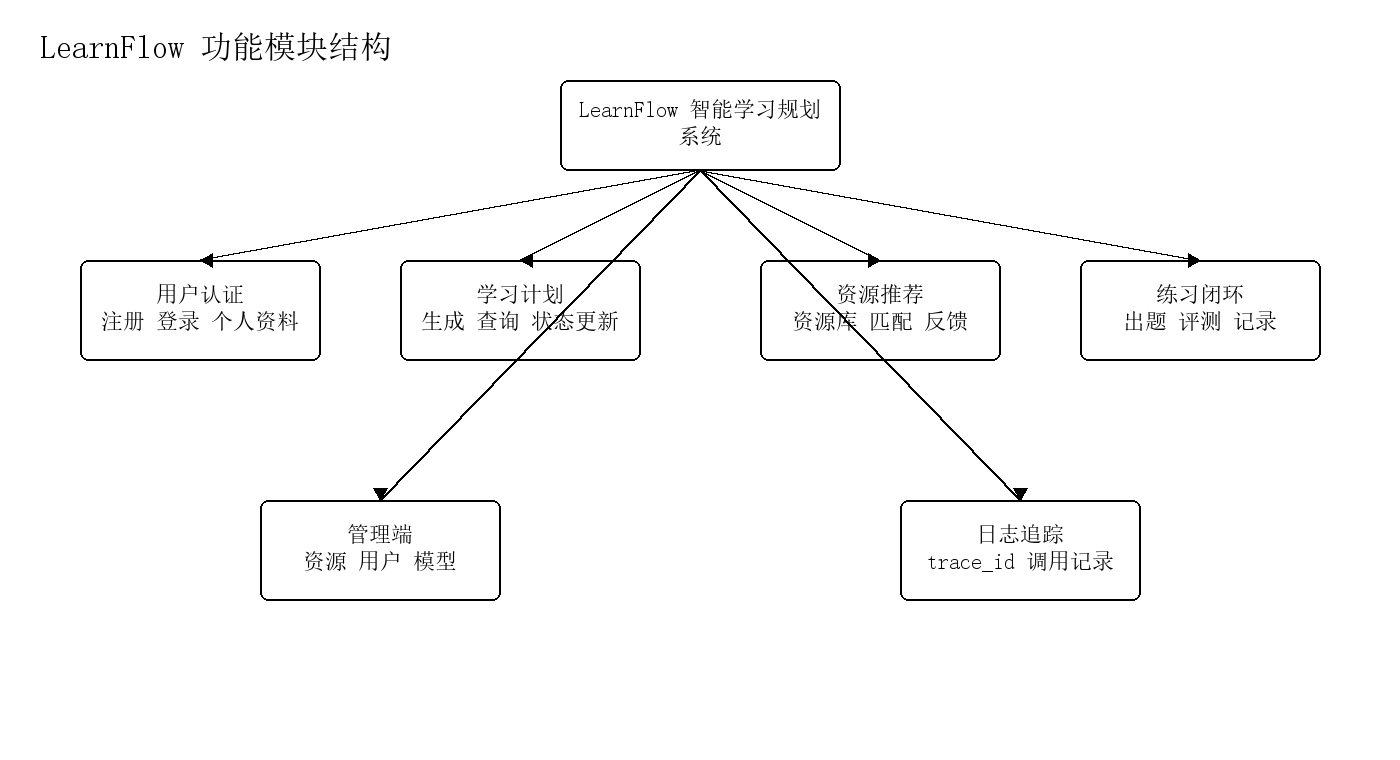 LearnFlow 功能模块结构
LearnFlow 智能学习规划
系统
用户认证
注册 登录 个人资料
学习计划
生成 查询 状态更新
资源推荐
资源库 匹配 反馈
练习闭环
出题 评测 记录
管理端
资源 用户 模型
日志追踪
trace_id 调用记录